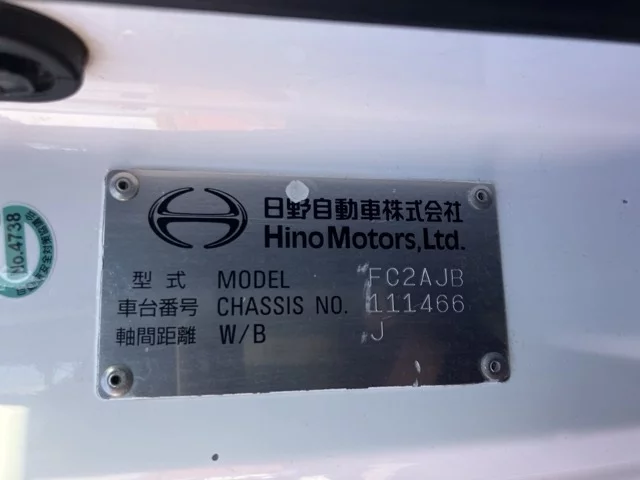 日野自動車株式会社
Hino Motors, Ltd.
型式 MODEL FC2AJB
車台番号 CHASSIS NO. 111466
軸間距離 W/B J
No.4738